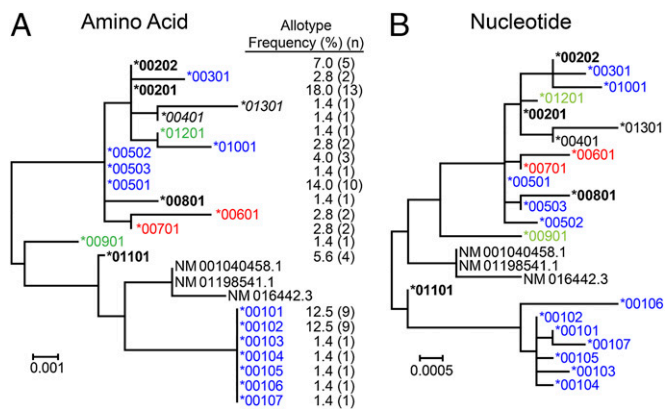 A
Amino Acid
Allotype
Frequency (%) (n)
*00202 7.0 (5)
*00301 2.8 (2)
*00201 18.0 (13)
*01301 1.4 (1)
*00401 1.4 (1)
*01201 1.4 (1)
*01001 2.8 (2)
*00502 4.0 (3)
*00503 1.4 (1)
*00501 14.0 (10)
*00801 1.4 (1)
*00601 2.8 (2)
*00701 2.8 (2)
*00901 1.4 (1)
*01101 5.6 (4)
NM 001040458.1
NM 01198541.1
NM 016442.3
*00101 12.5 (9)
*00102 12.5 (9)
*00103 1.4 (1)
*00104 1.4 (1)
*00105 1.4 (1)
*00106 1.4 (1)
*00107 1.4 (1)
0.001
B
Nucleotide
*00202
*00301
*01001
*01201
*00201
*01301
*00401
*00601
*00701
*00501
*00801
*00503
*00502
*00901
NM 001040458.1
NM 01198541.1
NM 016442.3
*01101
*00106
*00102
*00101
*00107
*00105
*00103
*00104
0.0005